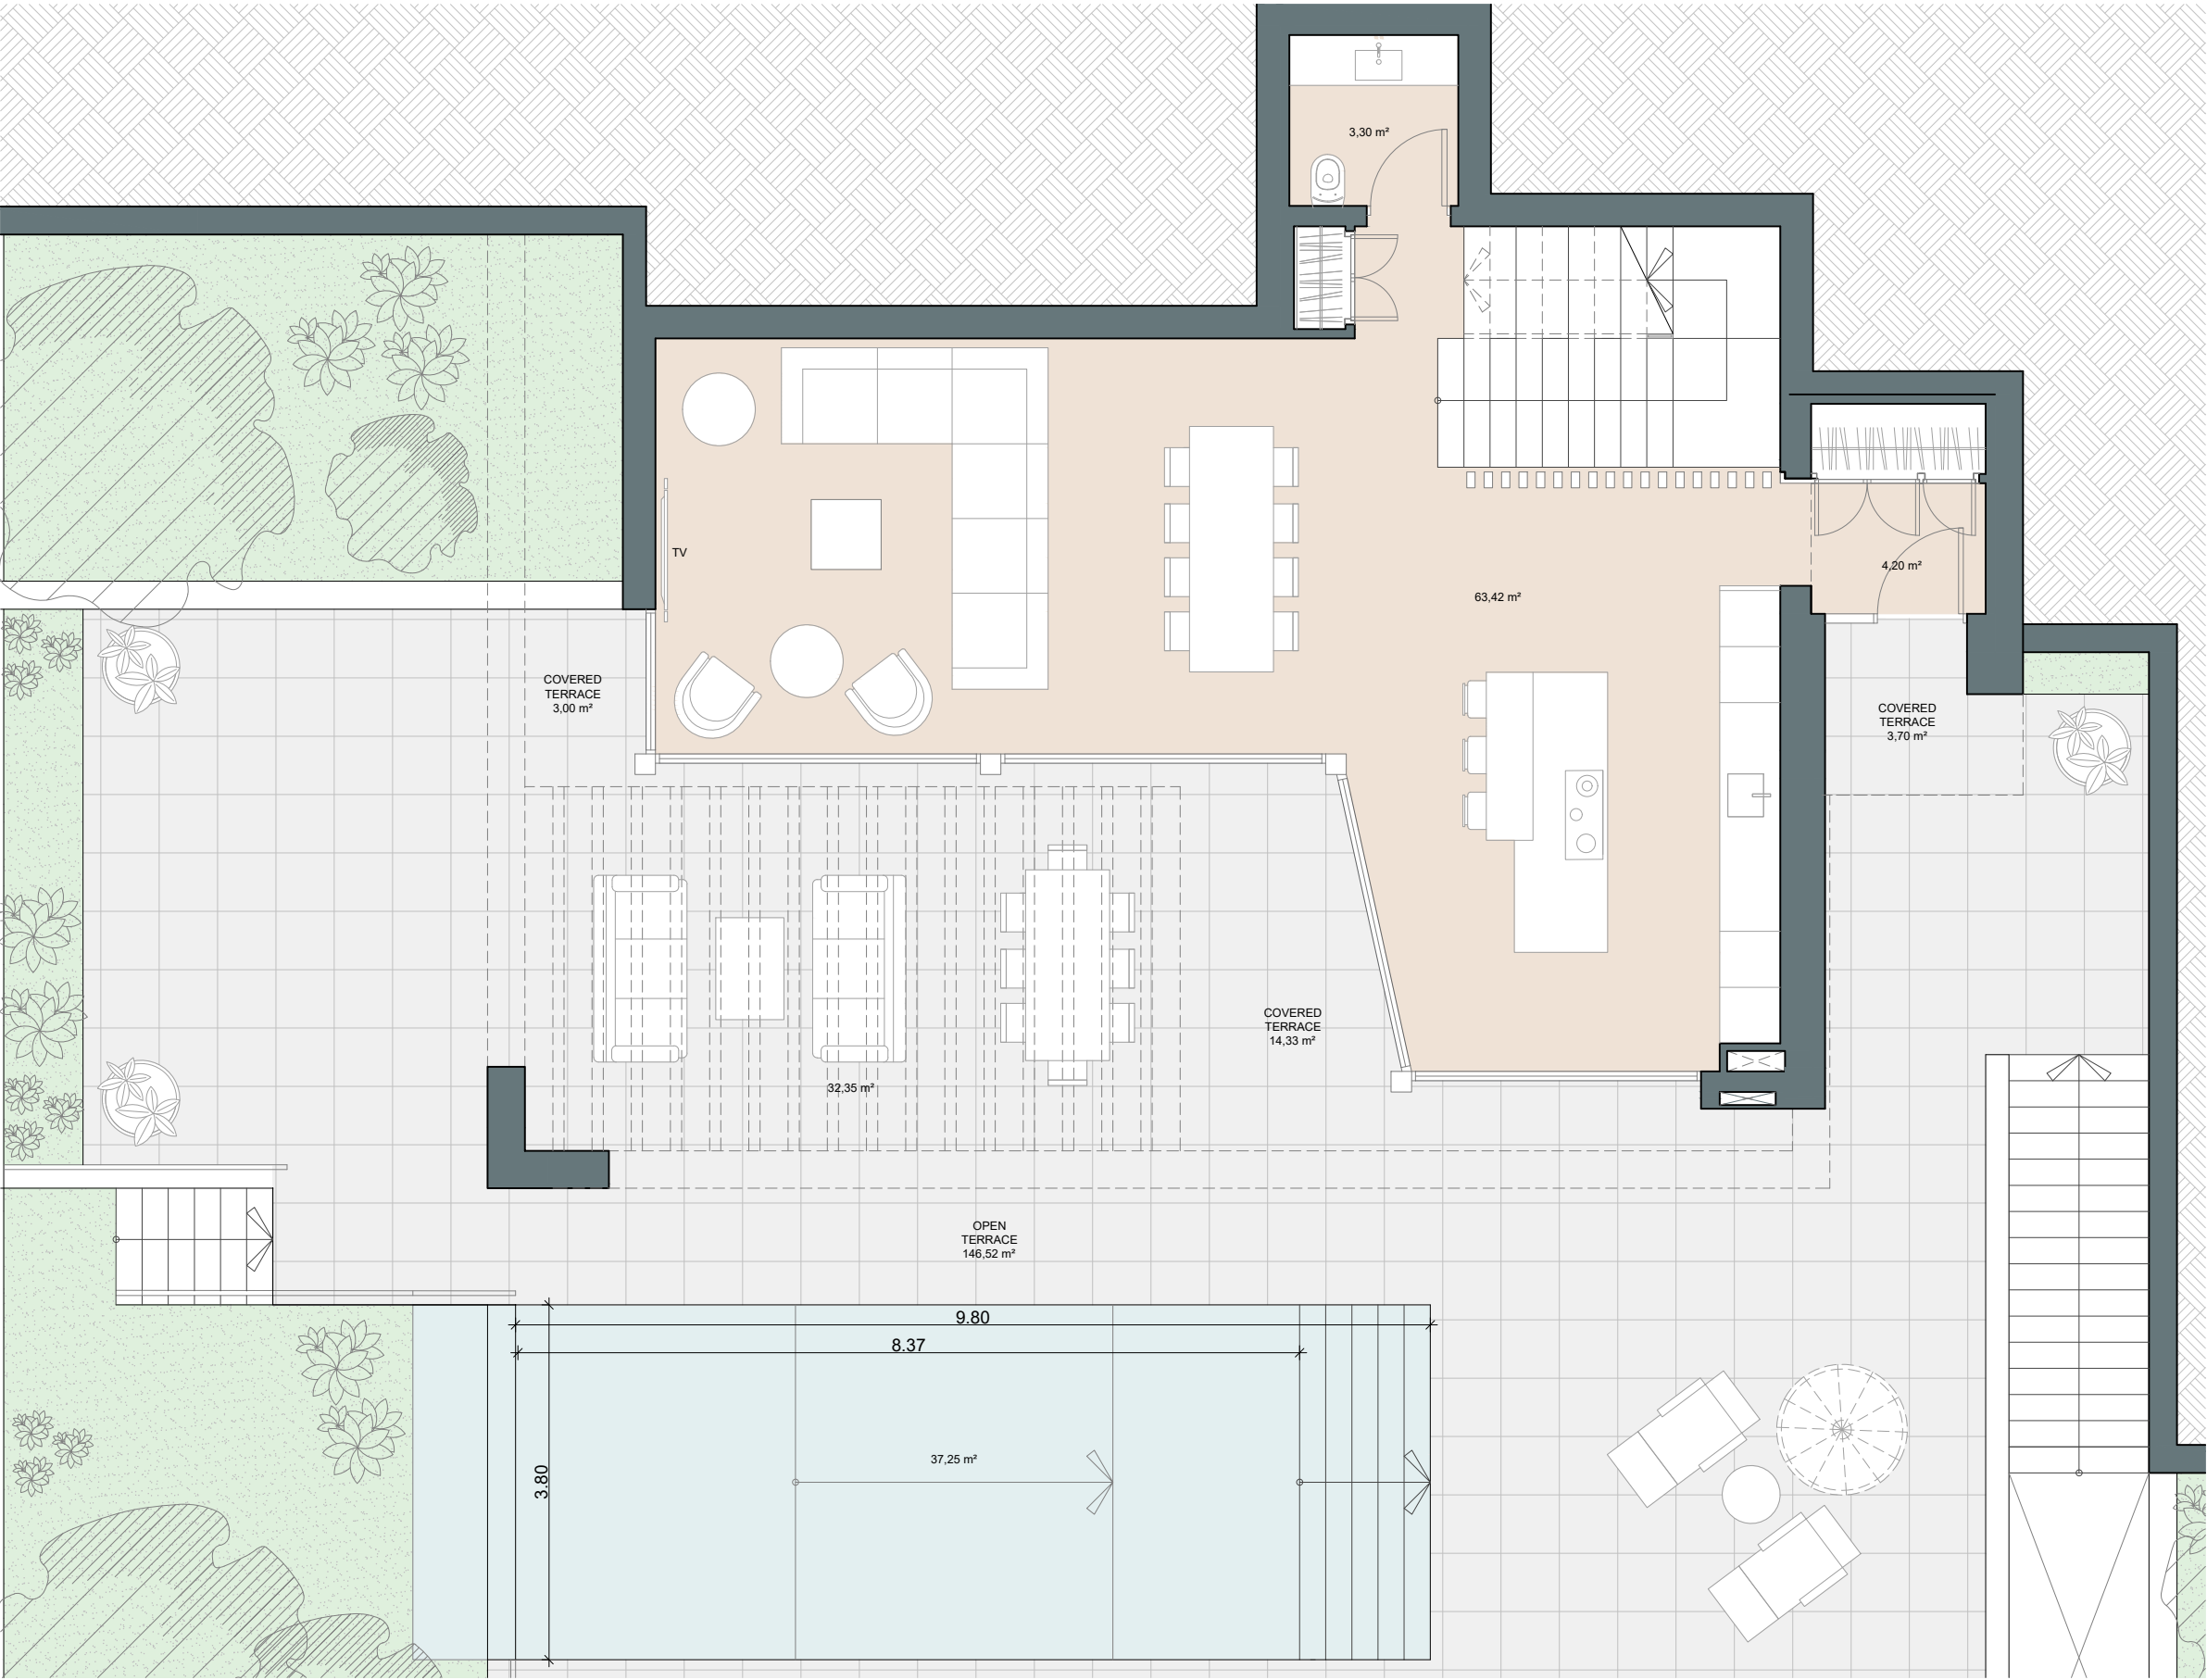 3,30 m²
TV
4,20 m²
63,42 m²
COVERED
TERRACE
3,00 m²
COVERED
TERRACE
3,70 m²
COVERED
TERRACE
14,33 m²
32,35 m²
OPEN
TERRACE
146,52 m²
9.80
8.37
3.80
37,25 m²